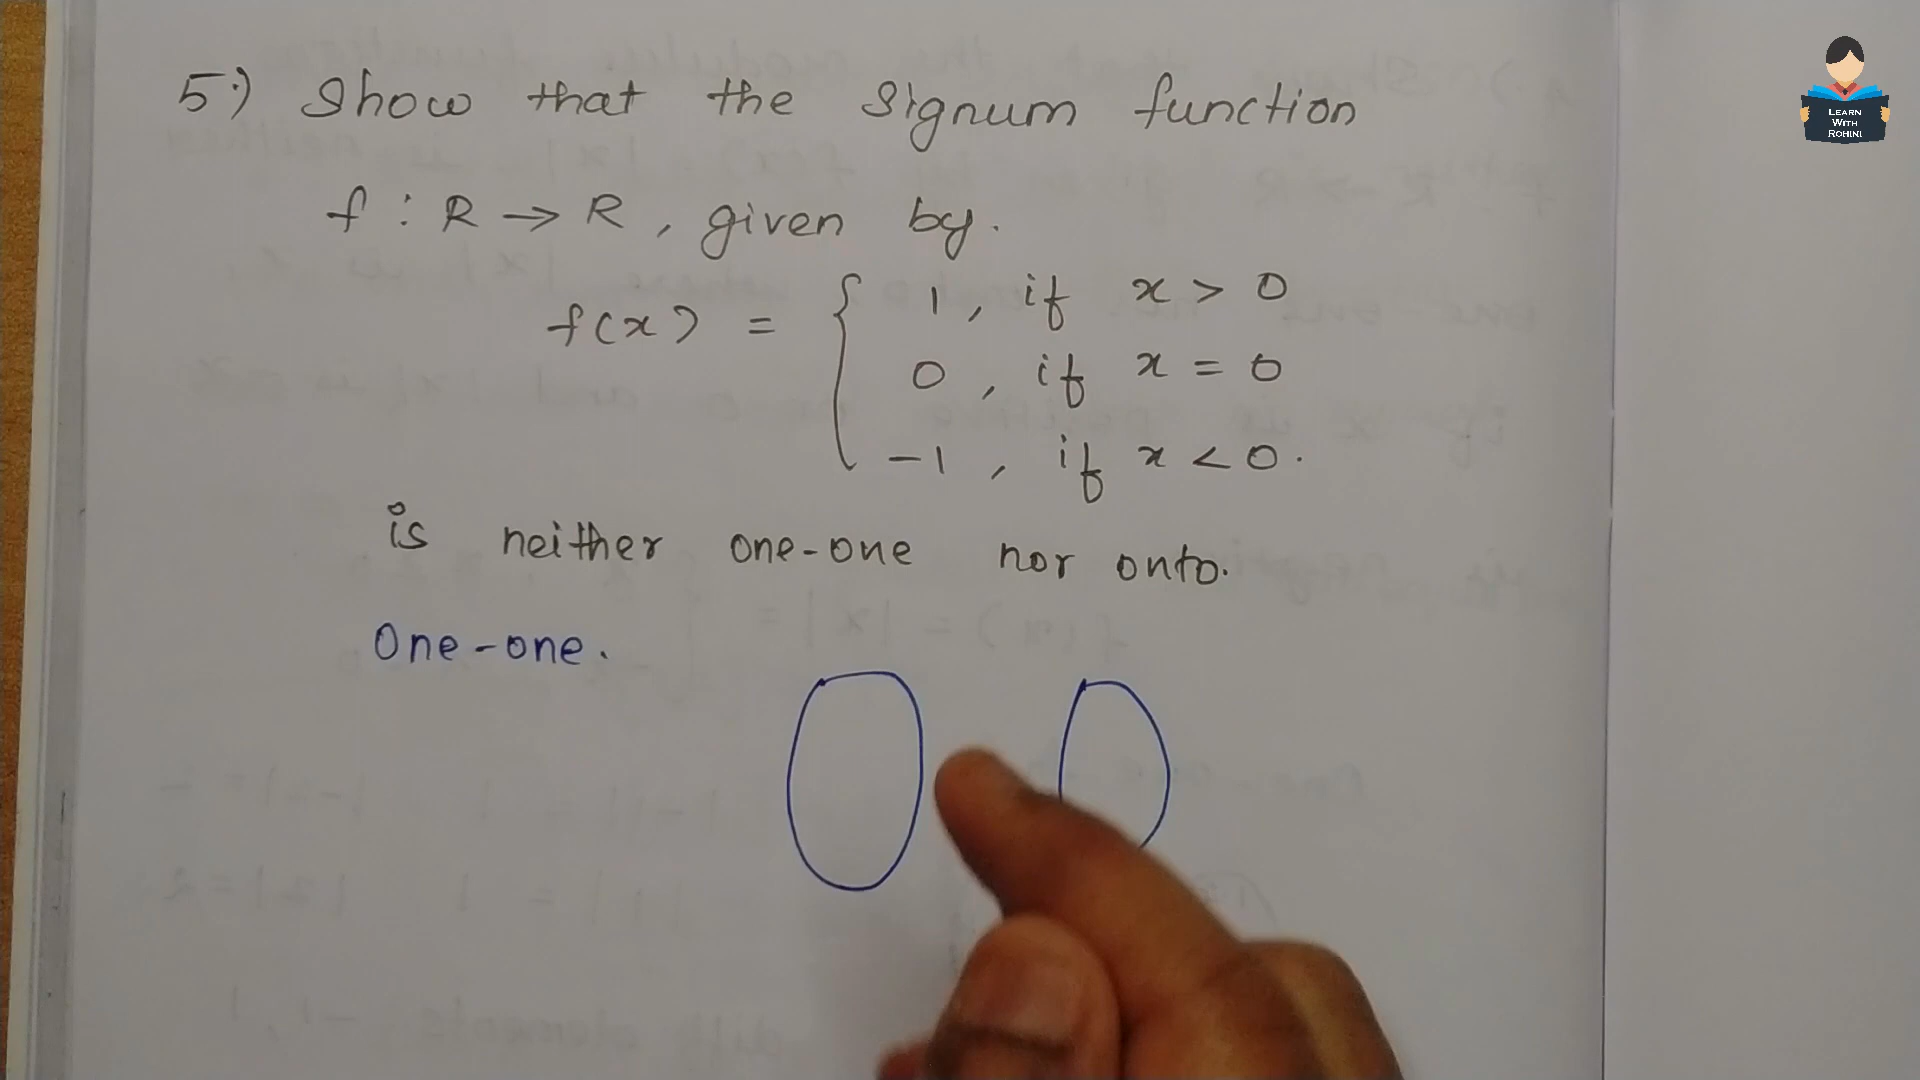 5.) Show that the signum function
f : R → R, given by.
f(x) = { 1, if x > 0
0, if x = 0
-1, if x < 0.
is neither one-one nor onto.
One-one.
LEARN
WITH
ROHINI